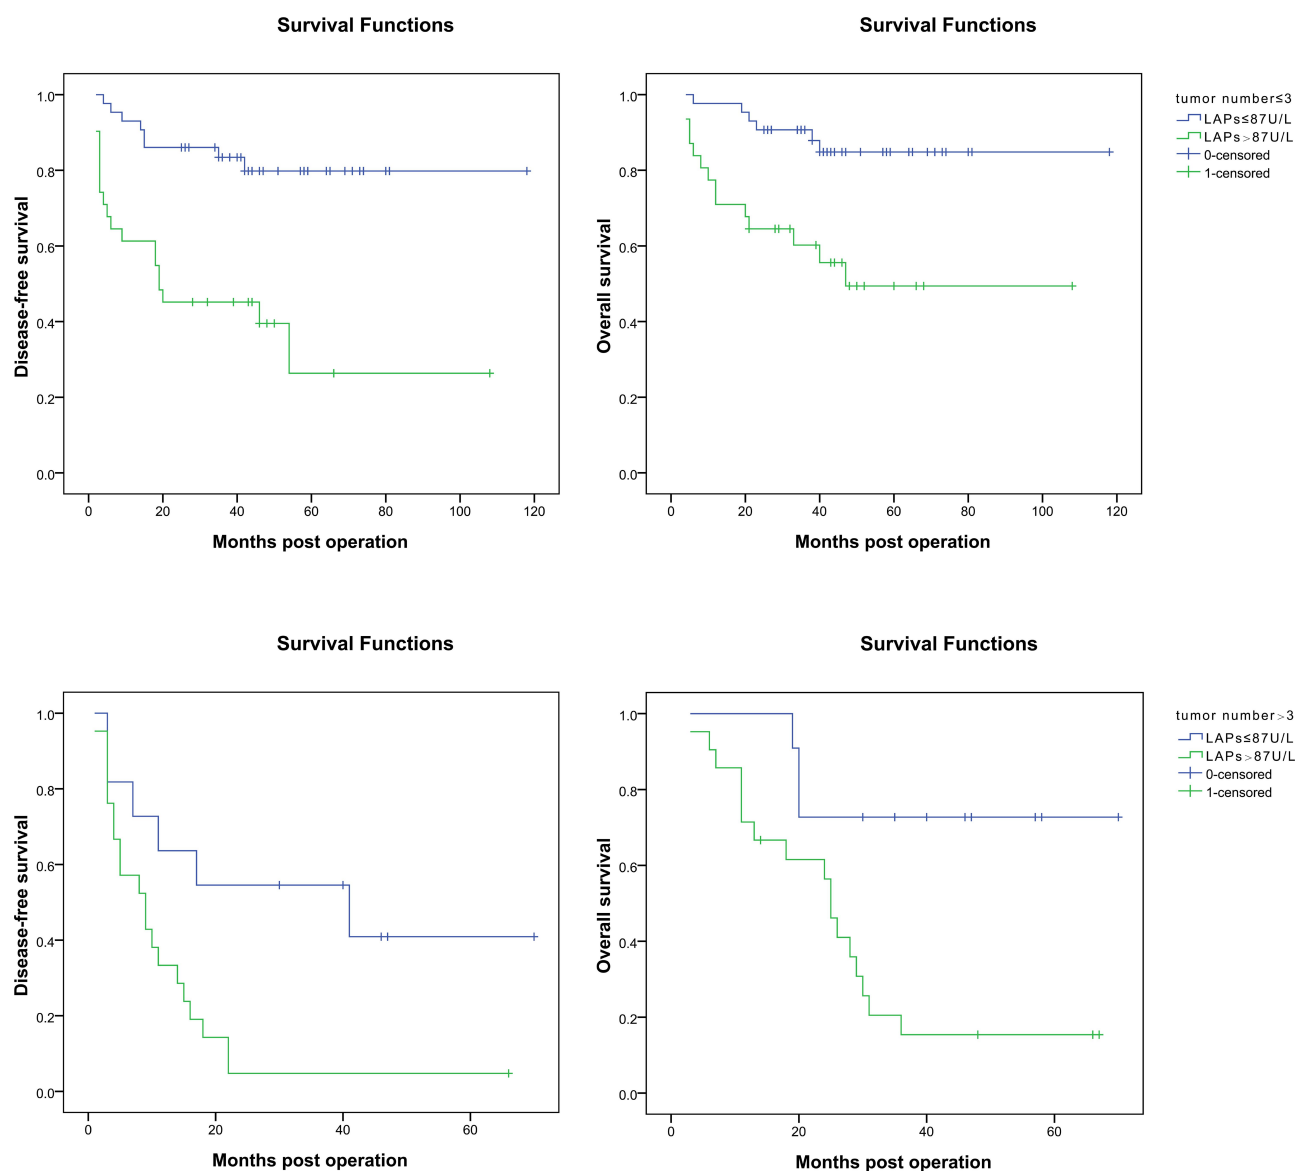 Survival Functions
Survival Functions
1.0
0.8
0.6
0.4
0.2
0.0
0 20 40 60 80 100 120
Disease-free survival
Months post operation
1.0
0.8
0.6
0.4
0.2
0.0
0 20 40 60 80 100 120
Overall survival
Months post operation
tumor number≤3
LAPs≤87U/L
LAPs>87U/L
0-censored
1-censored
Survival Functions
Survival Functions
1.0
0.8
0.6
0.4
0.2
0.0
0 20 40 60
Disease-free survival
Months post operation
1.0
0.8
0.6
0.4
0.2
0.0
0 20 40 60
Overall survival
Months post operation
tumor number>3
LAPs≤87U/L
LAPs>87U/L
0-censored
1-censored